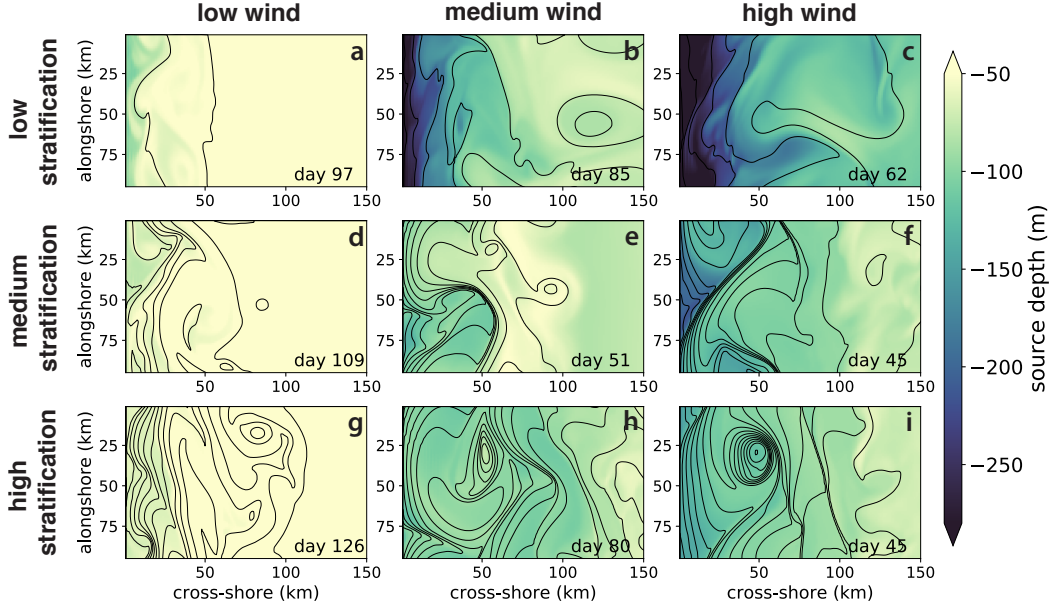 low wind
medium wind
high wind
low
stratification
alongshore (km)
25
50
75
a
day 97
50
100
150
b
25
50
75
day 85
50
100
150
c
25
50
75
day 62
50
100
150
medium
stratification
alongshore (km)
25
50
75
d
day 109
50
100
150
e
25
50
75
day 51
50
100
150
f
25
50
75
day 45
50
100
150
high
stratification
alongshore (km)
25
50
75
g
day 126
50
100
150
cross-shore (km)
h
25
50
75
day 80
50
100
150
cross-shore (km)
i
25
50
75
day 45
50
100
150
cross-shore (km)
−50
−100
−150
−200
−250
source depth (m)